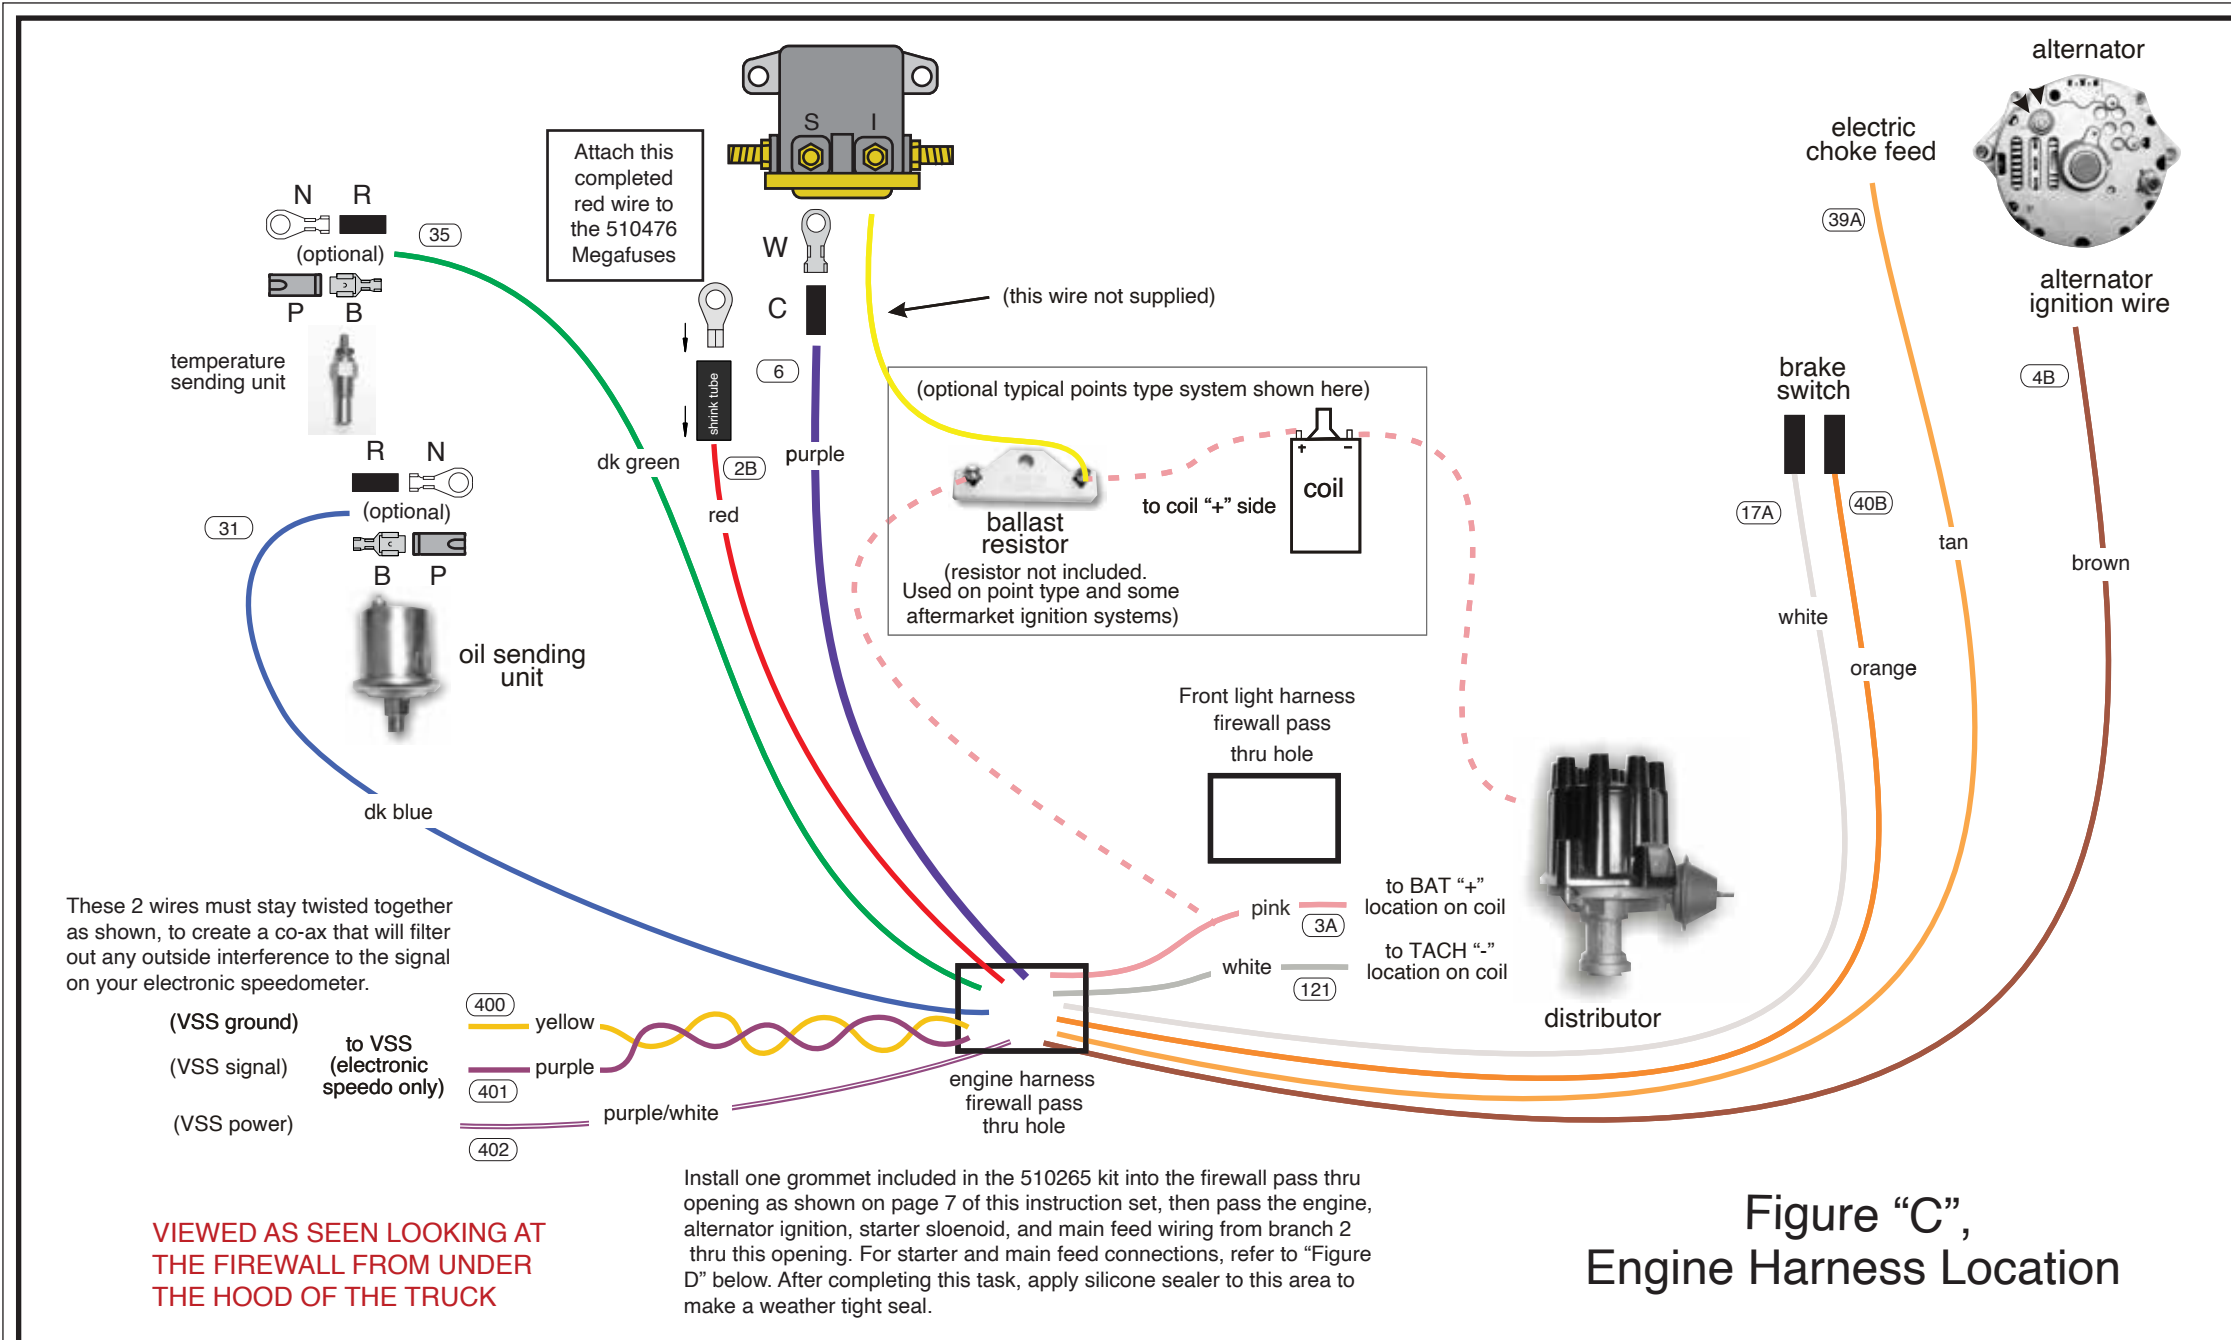 alternator
S I
electric
choke feed
39A
Attach this
completed
red wire to
the 510476
Megafuses
N R
(optional)
35
P B
temperature
sending unit
W
C
(this wire not supplied)
6
shrink tube
alternator
ignition wire
4B
brake
switch
(optional typical points type system shown here)
+ -
coil
to coil “+” side
ballast
resistor
(resistor not included.
Used on point type and some
aftermarket ignition systems)
dk green
2B
purple
red
R N
(optional)
31
B P
oil sending
unit
17A
40B
tan
brown
white
orange
Front light harness
firewall pass
thru hole
dk blue
These 2 wires must stay twisted together
as shown, to create a co-ax that will filter
out any outside interference to the signal
on your electronic speedometer.
pink
3A
to BAT “+”
location on coil
white
121
to TACH “-”
location on coil
distributor
400
(VSS ground)
yellow
to VSS
(electronic
speedo only)
(VSS signal)
purple
401
(VSS power)
purple/white
402
engine harness
firewall pass
thru hole
Install one grommet included in the 510265 kit into the firewall pass thru
opening as shown on page 7 of this instruction set, then pass the engine,
alternator ignition, starter sloenoid, and main feed wiring from branch 2
thru this opening. For starter and main feed connections, refer to “Figure
D” below. After completing this task, apply silicone sealer to this area to
make a weather tight seal.
VIEWED AS SEEN LOOKING AT
THE FIREWALL FROM UNDER
THE HOOD OF THE TRUCK
Figure “C”,
Engine Harness Location